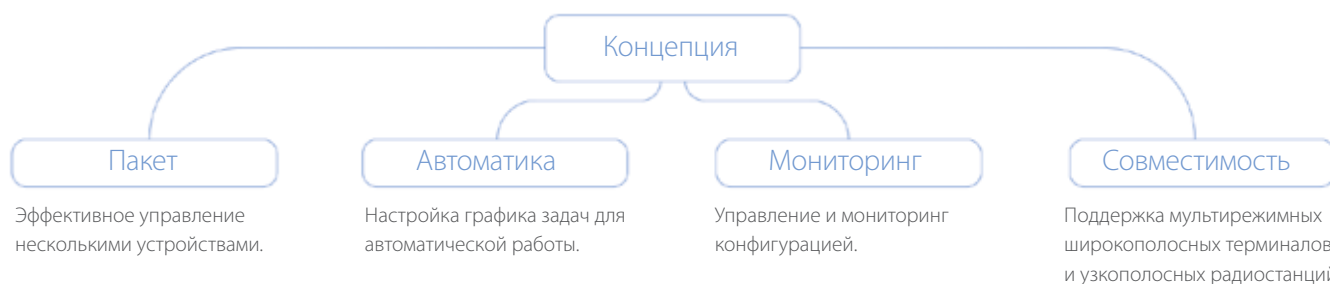 Концепция
Пакет
Эффективное управление
несколькими устройствами.
Автоматика
Настройка графика задач для
автоматической работы.
Мониторинг
Управление и мониторинг
конфигурацией.
Совместимость
Поддержка мультирежимных
широкополосных терминалов
и узкополосных радиостанций